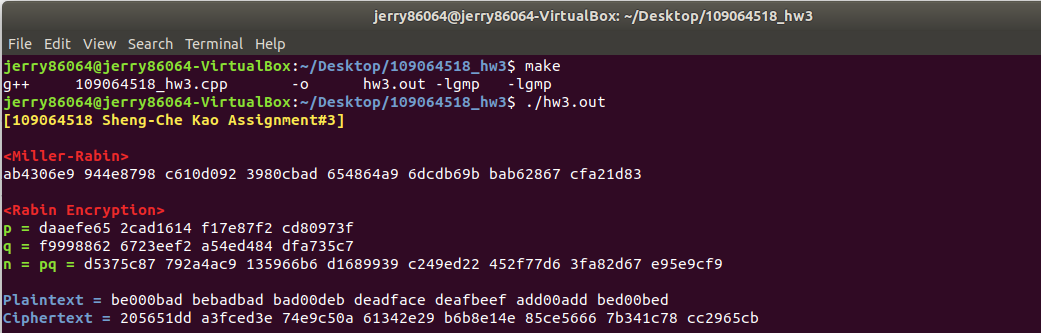 jerry86064@jerry86064-VirtualBox: ~/Desktop/109064518_hw3
File Edit View Search Terminal Help
jerry86064@jerry86064-VirtualBox:~/Desktop/109064518_hw3$ make
g++ 109064518_hw3.cpp -o hw3.out -lgmp -lgmp
jerry86064@jerry86064-VirtualBox:~/Desktop/109064518_hw3$ ./hw3.out
[109064518 Sheng-Che Kao Assignment#3]
<Miller-Rabin>
ab4306e9 944e8798 c610d092 3980cbad 654864a9 6dcdb69b bab62867 cfa21d83
<Rabin Encryption>
p = daaefe65 2cad1614 f17e87f2 cd80973f
q = f9998862 6723eef2 a54ed484 dfa735c7
n = pq = d5375c87 792a4ac9 135966b6 d1689939 c249ed22 452f77d6 3fa82d67 e95e9cf9
Plaintext = be000bad bebadbad bad00deb deadface deafbeef add00add bed00bed
Ciphertext = 205651dd a3fced3e 74e9c50a 61342e29 b6b8e14e 85ce5666 7b341c78 cc2965cb